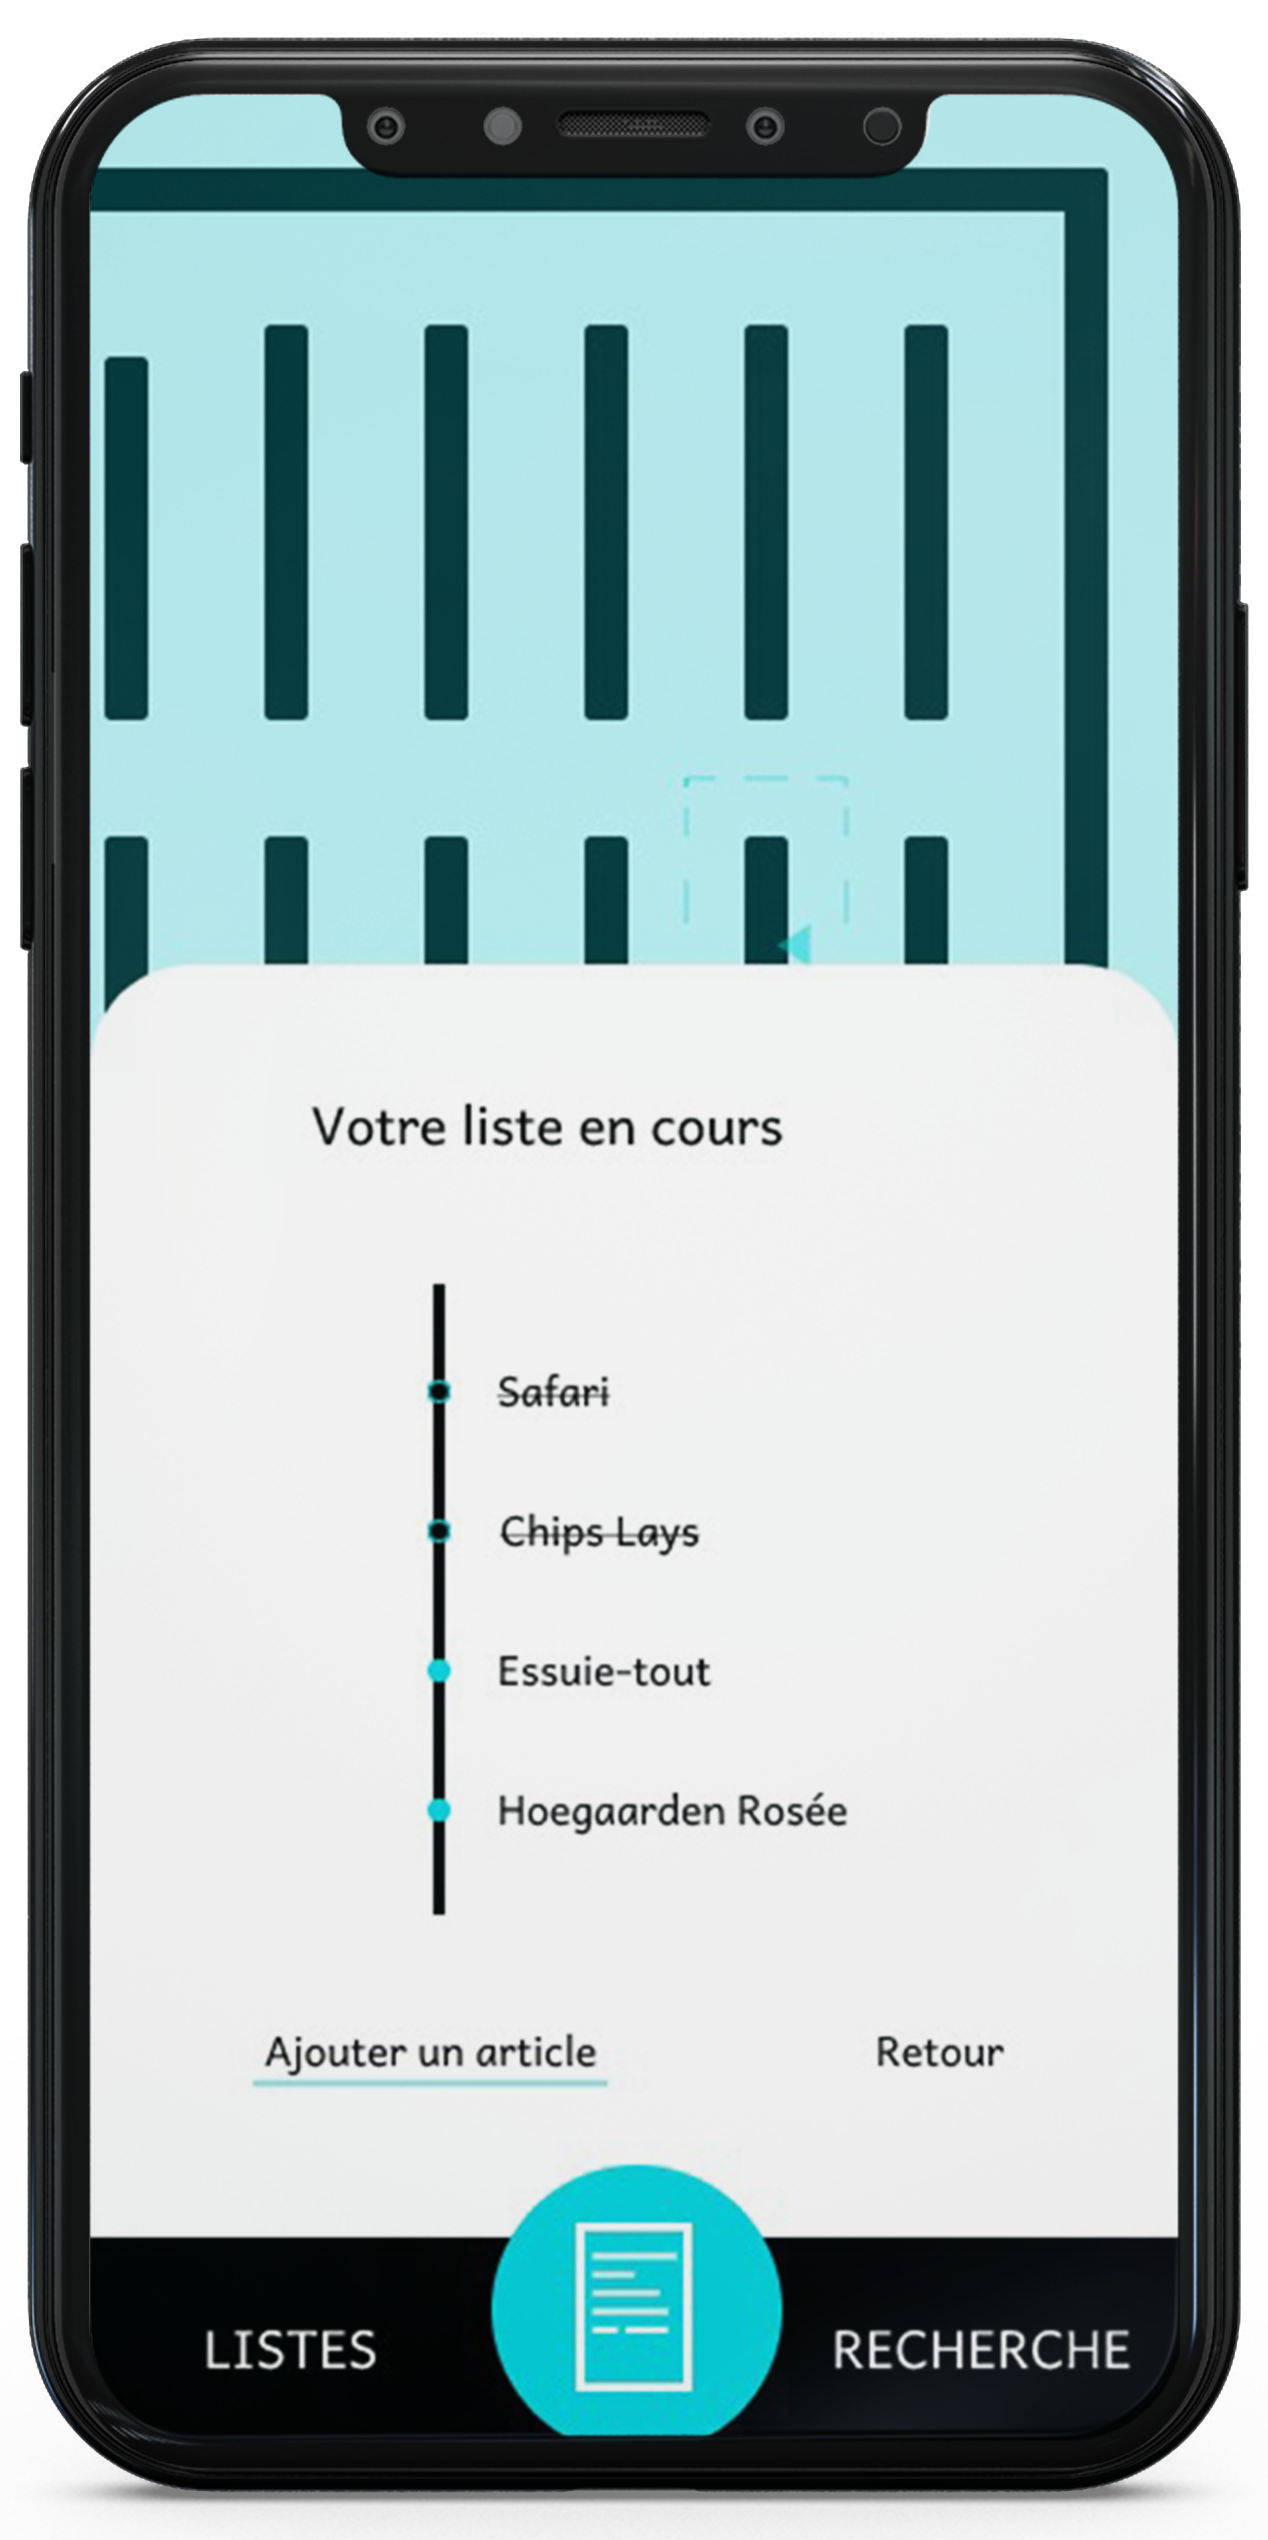 Votre liste en cours
Safari
Chips Lays
Essuie-tout
Hoegaarden Rosée
Ajouter un article
Retour
LISTES
RECHERCHE